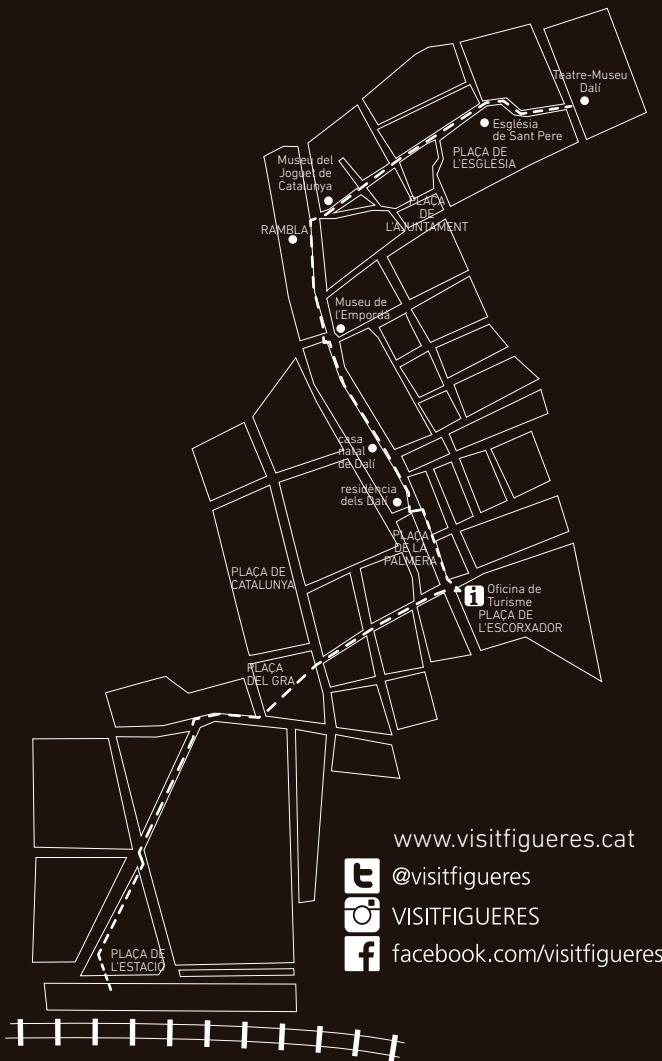 Teatre-Museu
Dalí
Església
de Sant Pere
PLAÇA DE
L'ESGLÉSIA
Museu del
Joguet de
Catalunya
PLAÇA
DE
L'AJUNTAMENT
RAMBLA
Museu de
l'Empordà
casa
natal
de Dalí
residència
dels Dalí
PLAÇA
DE LA
PALMERA
PLAÇA DE
CATALUNYA
i
Oficina de
Turisme
PLAÇA DE
L'ESCORXADOR
PLAÇA
DEL GRA
www.visitfigueres.cat
@visitfigueres
VISITFIGUERES
facebook.com/visitfigueres
PLAÇA DE
L'ESTACIÓ